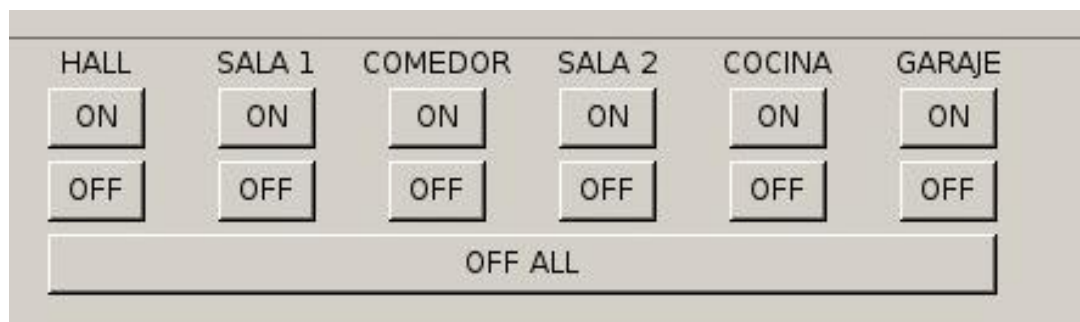 HALL SALA 1 COMEDOR SALA 2 COCINA GARAJE
ON ON ON ON ON ON
OFF OFF OFF OFF OFF OFF
OFF ALL